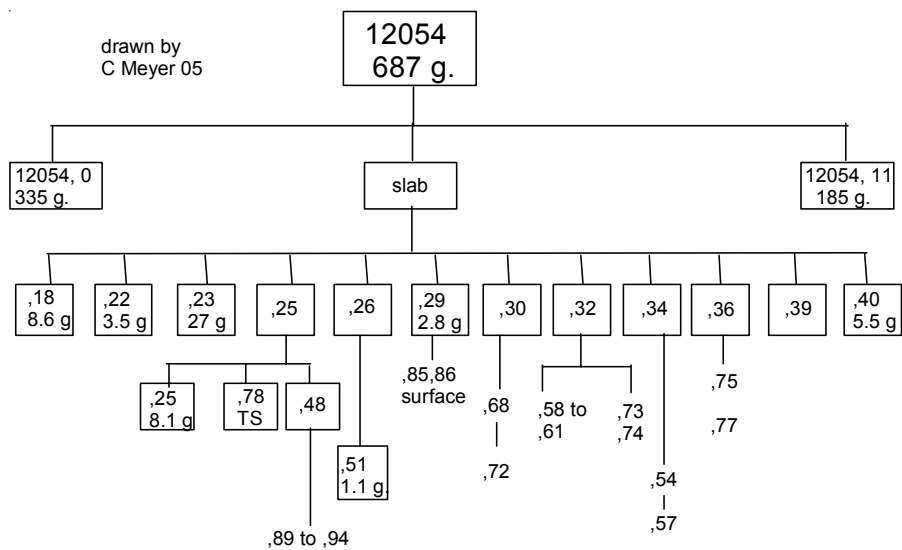 drawn by
C Meyer 05
12054
687 g.
12054, 0
335 g.
slab
12054, 11
185 g.
,18
8.6 g
,22
3.5 g
,23
27 g
,25
,26
,29
2.8 g
,30
,32
,34
,36
,39
,40
5.5 g
,25
8.1 g
,78
TS
,48
,51
1.1 g.
,85,86
surface
,68
,72
,58 to
,61
,73
,74
,54
,57
,75
,77
,89 to ,94